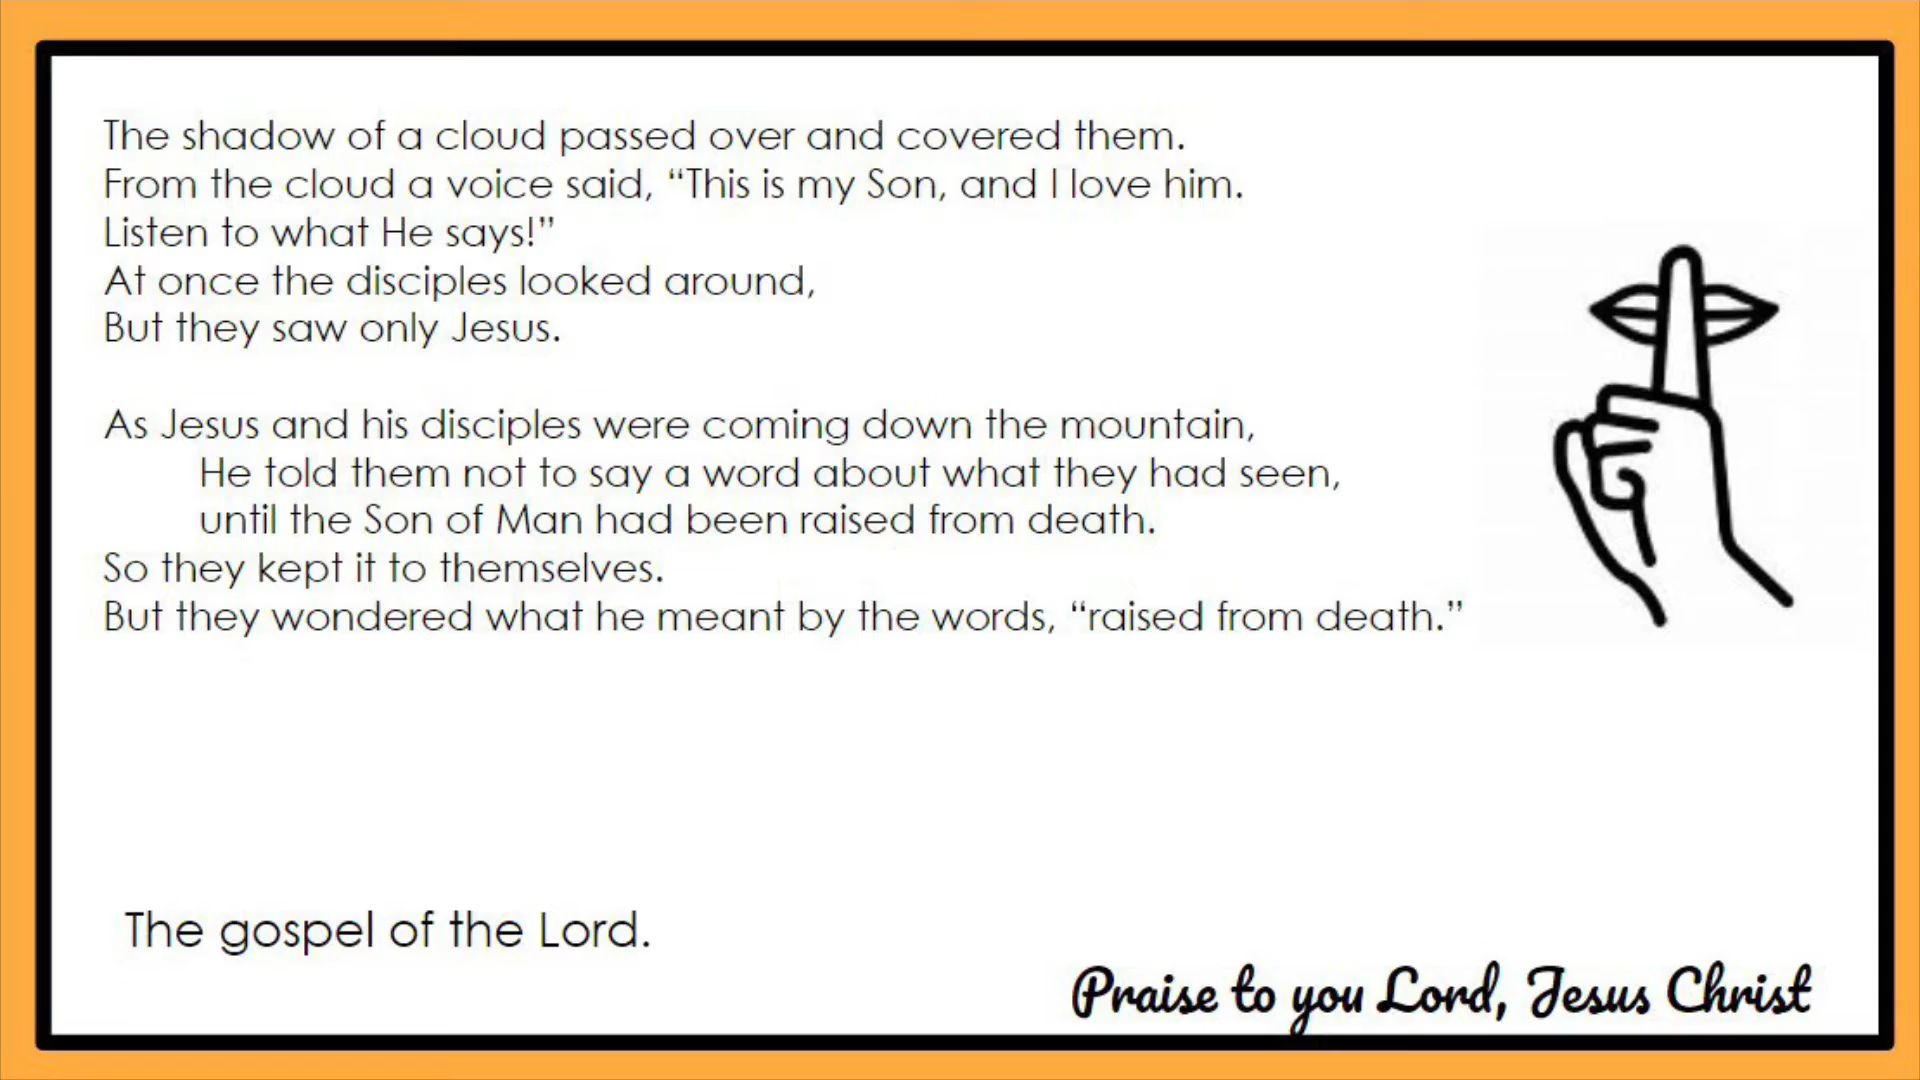 The shadow of a cloud passed over and covered them.
From the cloud a voice said, “This is my Son, and I love him.
Listen to what He says!”
At once the disciples looked around,
But they saw only Jesus.
As Jesus and his disciples were coming down the mountain,
He told them not to say a word about what they had seen,
until the Son of Man had been raised from death.
So they kept it to themselves.
But they wondered what he meant by the words, “raised from death.”
The gospel of the Lord.
Praise to you Lord, Jesus Christ